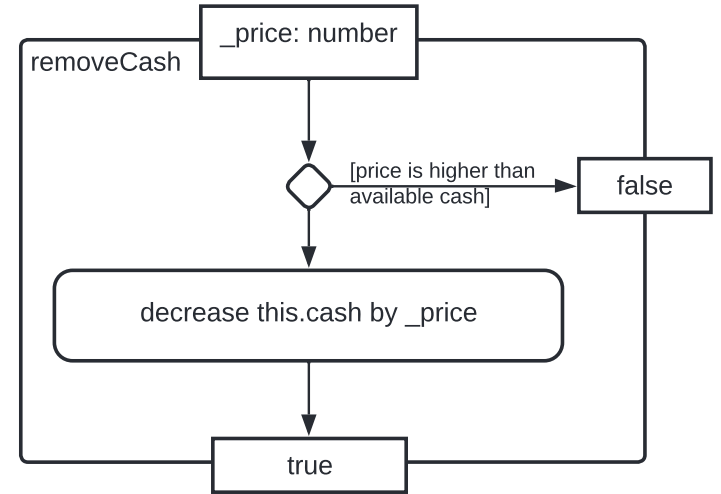 _price: number
removeCash
[price is higher than
available cash]
false
decrease this.cash by _price
true